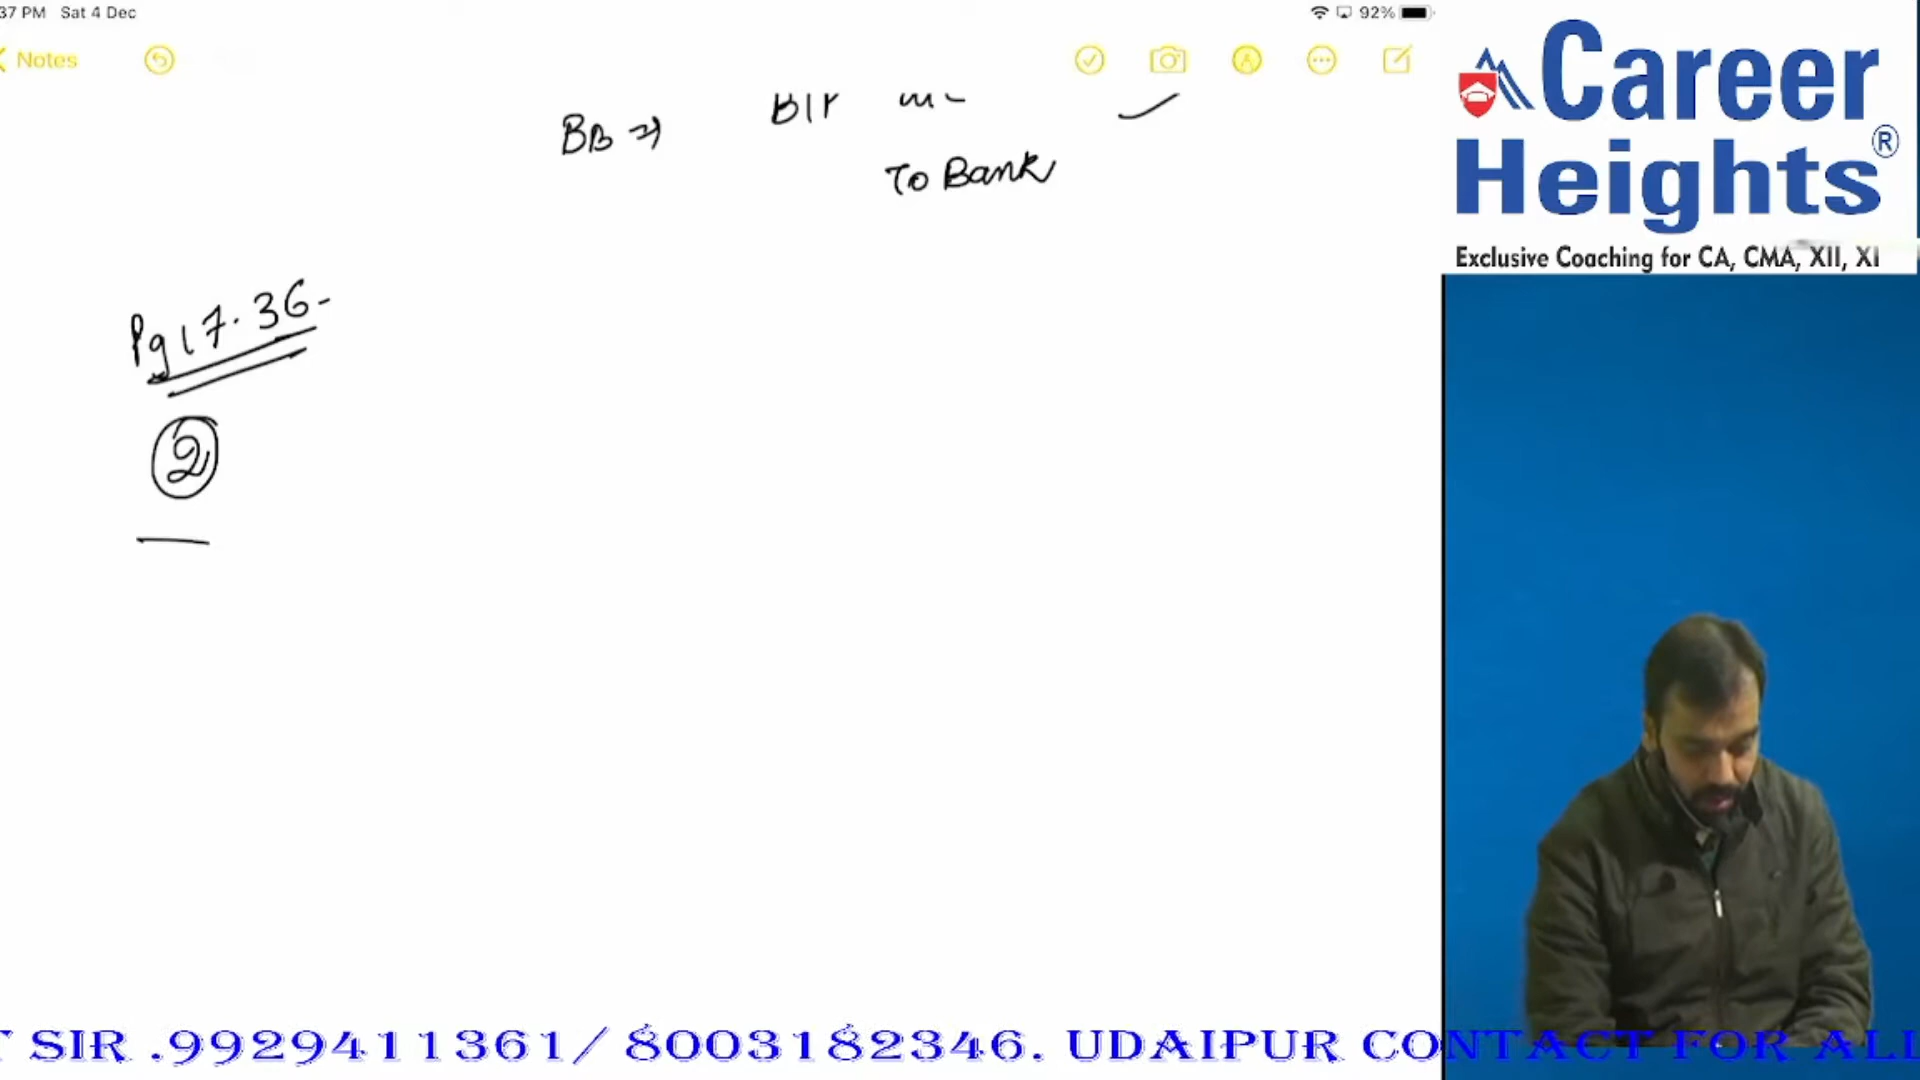 37 PM Sat 4 Dec
92%
Notes
BB ⇒
To Bank
Pg 17.36-
2
Career
Heights®
Exclusive Coaching for CA, CMA, XII, XI
SIR .9929411361/ 8003182346. UDAIPUR CONTACT FOR ALL